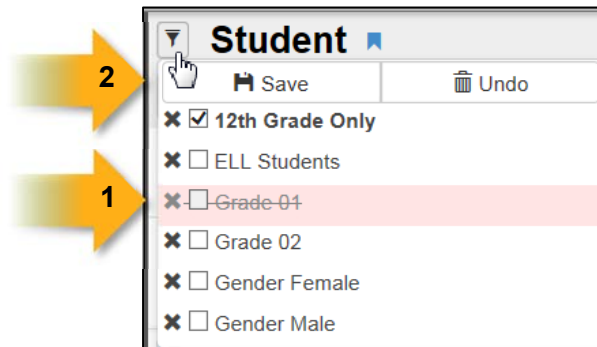 Student
2
Save Undo
12th Grade Only
ELL Students
1
Grade 01
Grade 02
Gender Female
Gender Male